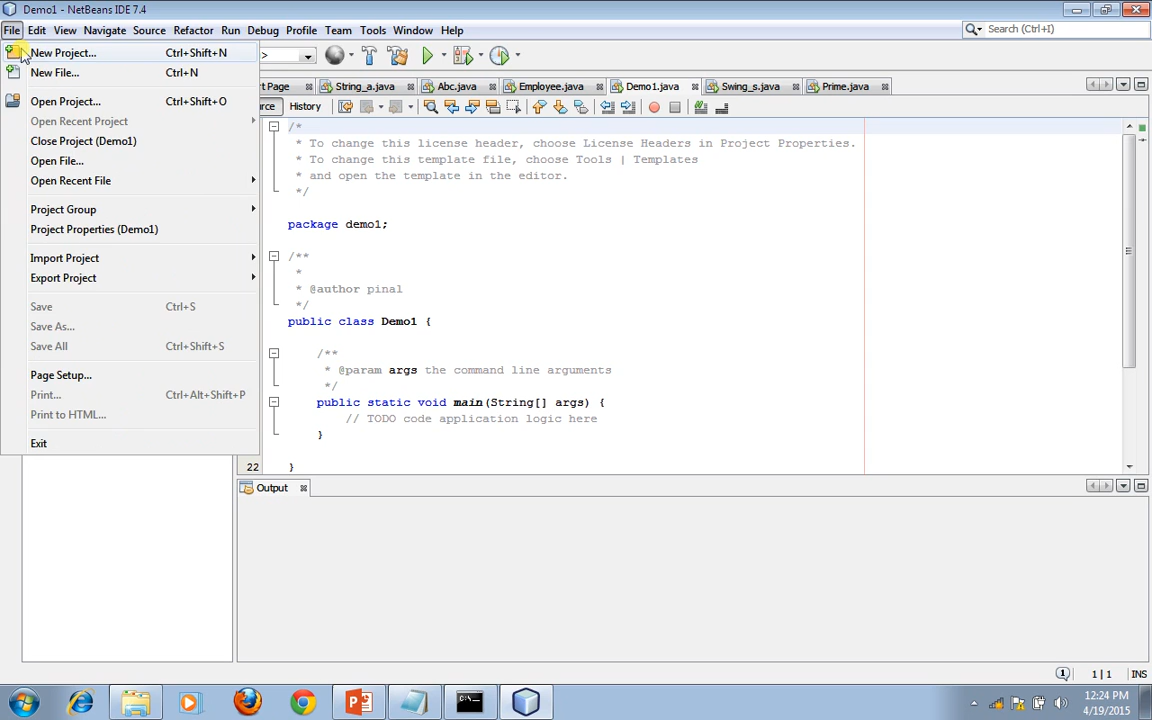 Demo1 - NetBeans IDE 7.4
File Edit View Navigate Source Refactor Run Debug Profile Team Tools Window Help
Search (Ctrl+I)
New Project... Ctrl+Shift+N
New File... Ctrl+N
Open Project... Ctrl+Shift+O
Open Recent Project
Close Project (Demo1)
Open File...
Open Recent File
Project Group
Project Properties (Demo1)
Import Project
Export Project
Save Ctrl+S
Save As...
Save All Ctrl+Shift+S
Page Setup...
Print... Ctrl+Alt+Shift+P
Print to HTML...
Exit
>
rt Page String_a.java Abc.java Employee.java Demo1.java Swing_s.java Prime.java
urce History
/*
* To change this license header, choose License Headers in Project Properties.
* To change this template file, choose Tools | Templates
* and open the template in the editor.
*/
package demo1;
/**
*
* @author pinal
*/
public class Demo1 {
/**
* @param args the command line arguments
*/
public static void main(String[] args) {
// TODO code application logic here
}
22 }
Output
1 1|1 INS
12:24 PM
4/19/2015